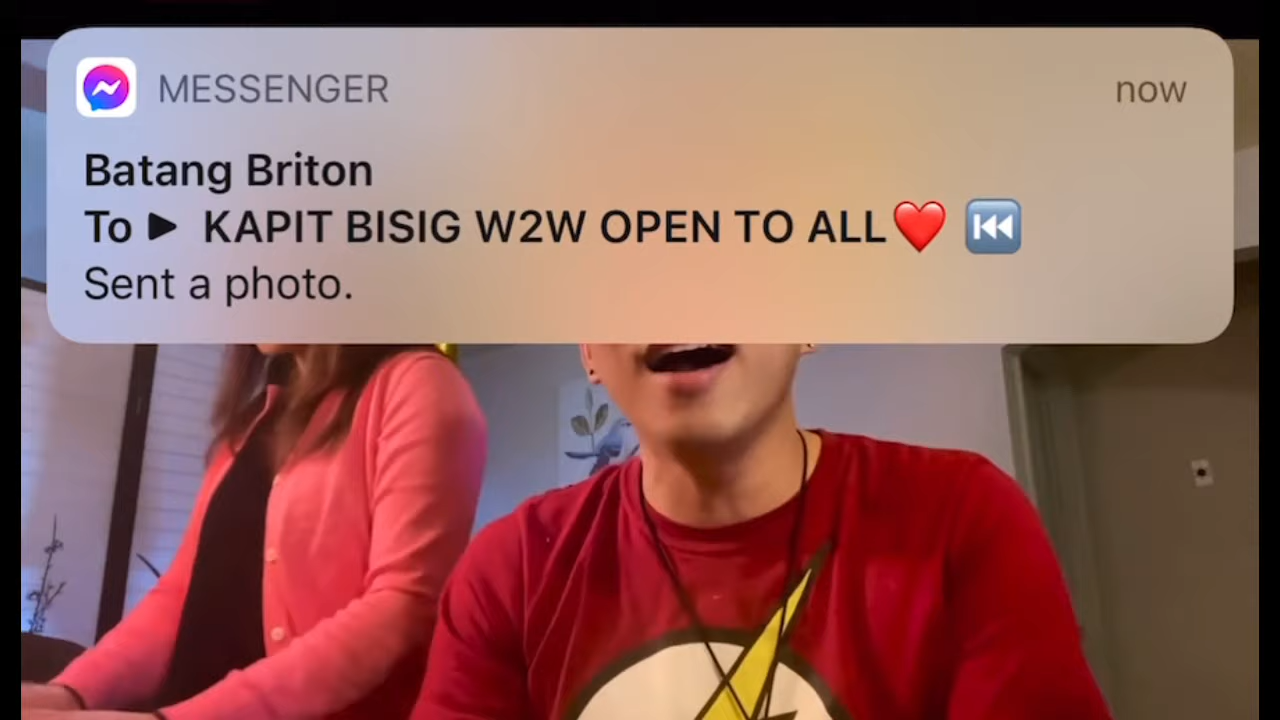 MESSENGER now
Batang Briton
To ▶ KAPIT BISIG W2W OPEN TO ALL❤️ ⏮️
Sent a photo.